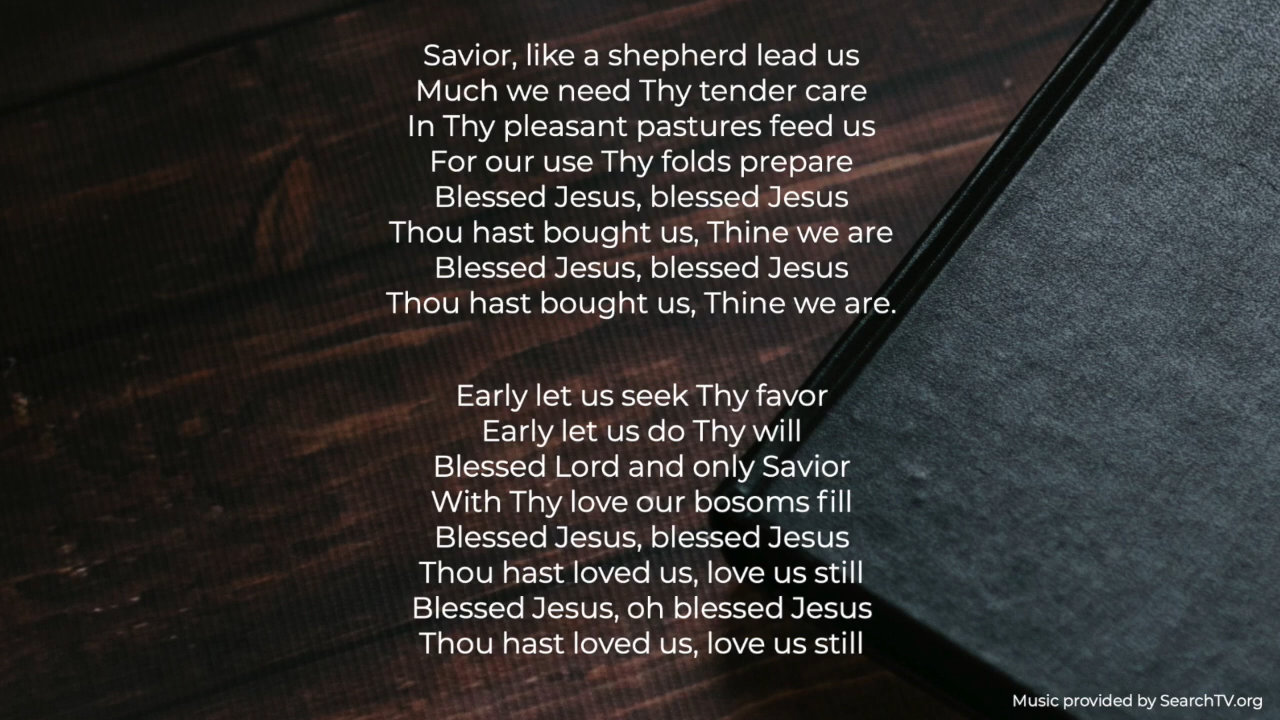 Savior, like a shepherd lead us
Much we need Thy tender care
In Thy pleasant pastures feed us
For our use Thy folds prepare
Blessed Jesus, blessed Jesus
Thou hast bought us, Thine we are
Blessed Jesus, blessed Jesus
Thou hast bought us, Thine we are.
Early let us seek Thy favor
Early let us do Thy will
Blessed Lord and only Savior
With Thy love our bosoms fill
Blessed Jesus, blessed Jesus
Thou hast loved us, love us still
Blessed Jesus, oh blessed Jesus
Thou hast loved us, love us still
Music provided by SearchTV.org